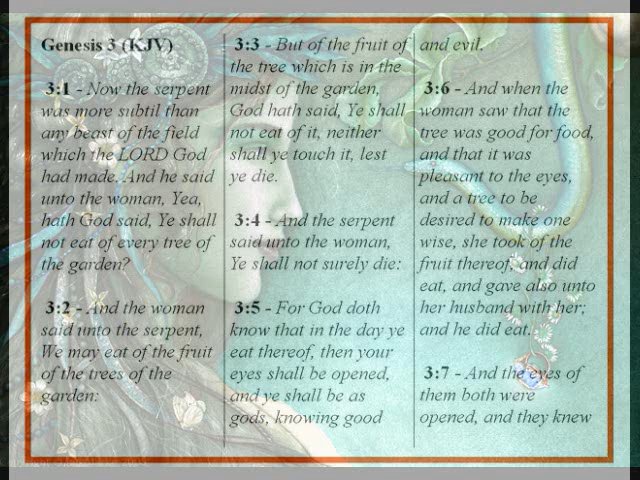 Genesis 3 (KJV)
3:1 - Now the serpent
was more subtil than
any beast of the field
which the LORD God
had made. And he said
unto the woman, Yea,
hath God said, Ye shall
not eat of every tree of
the garden?
3:2 - And the woman
said unto the serpent,
We may eat of the fruit
of the trees of the
garden:
3:3 - But of the fruit of
the tree which is in the
midst of the garden,
God hath said, Ye shall
not eat of it, neither
shall ye touch it, lest
ye die.
3:4 - And the serpent
said unto the woman,
Ye shall not surely die:
3:5 - For God doth
know that in the day ye
eat thereof, then your
eyes shall be opened,
and ye shall be as
gods, knowing good
and evil.
3:6 - And when the
woman saw that the
tree was good for food,
and that it was
pleasant to the eyes,
and a tree to be
desired to make one
wise, she took of the
fruit thereof, and did
eat, and gave also unto
her husband with her;
and he did eat.
3:7 - And the eyes of
them both were
opened, and they knew